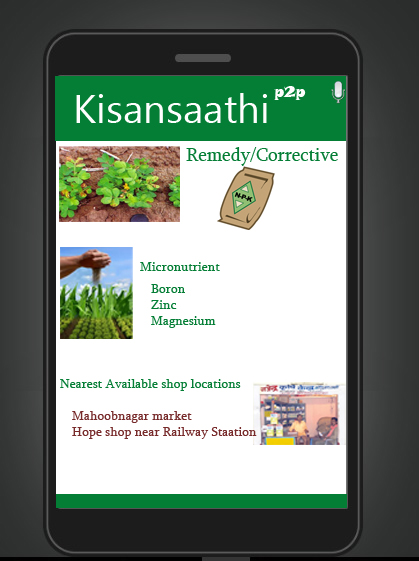 Kisansaathi p2p
Remedy/Corrective
N-P-K
Micronutrient
Boron
Zinc
Magnesium
Nearest Available shop locations
Mahoobnagar market
Hope shop near Railway Staation